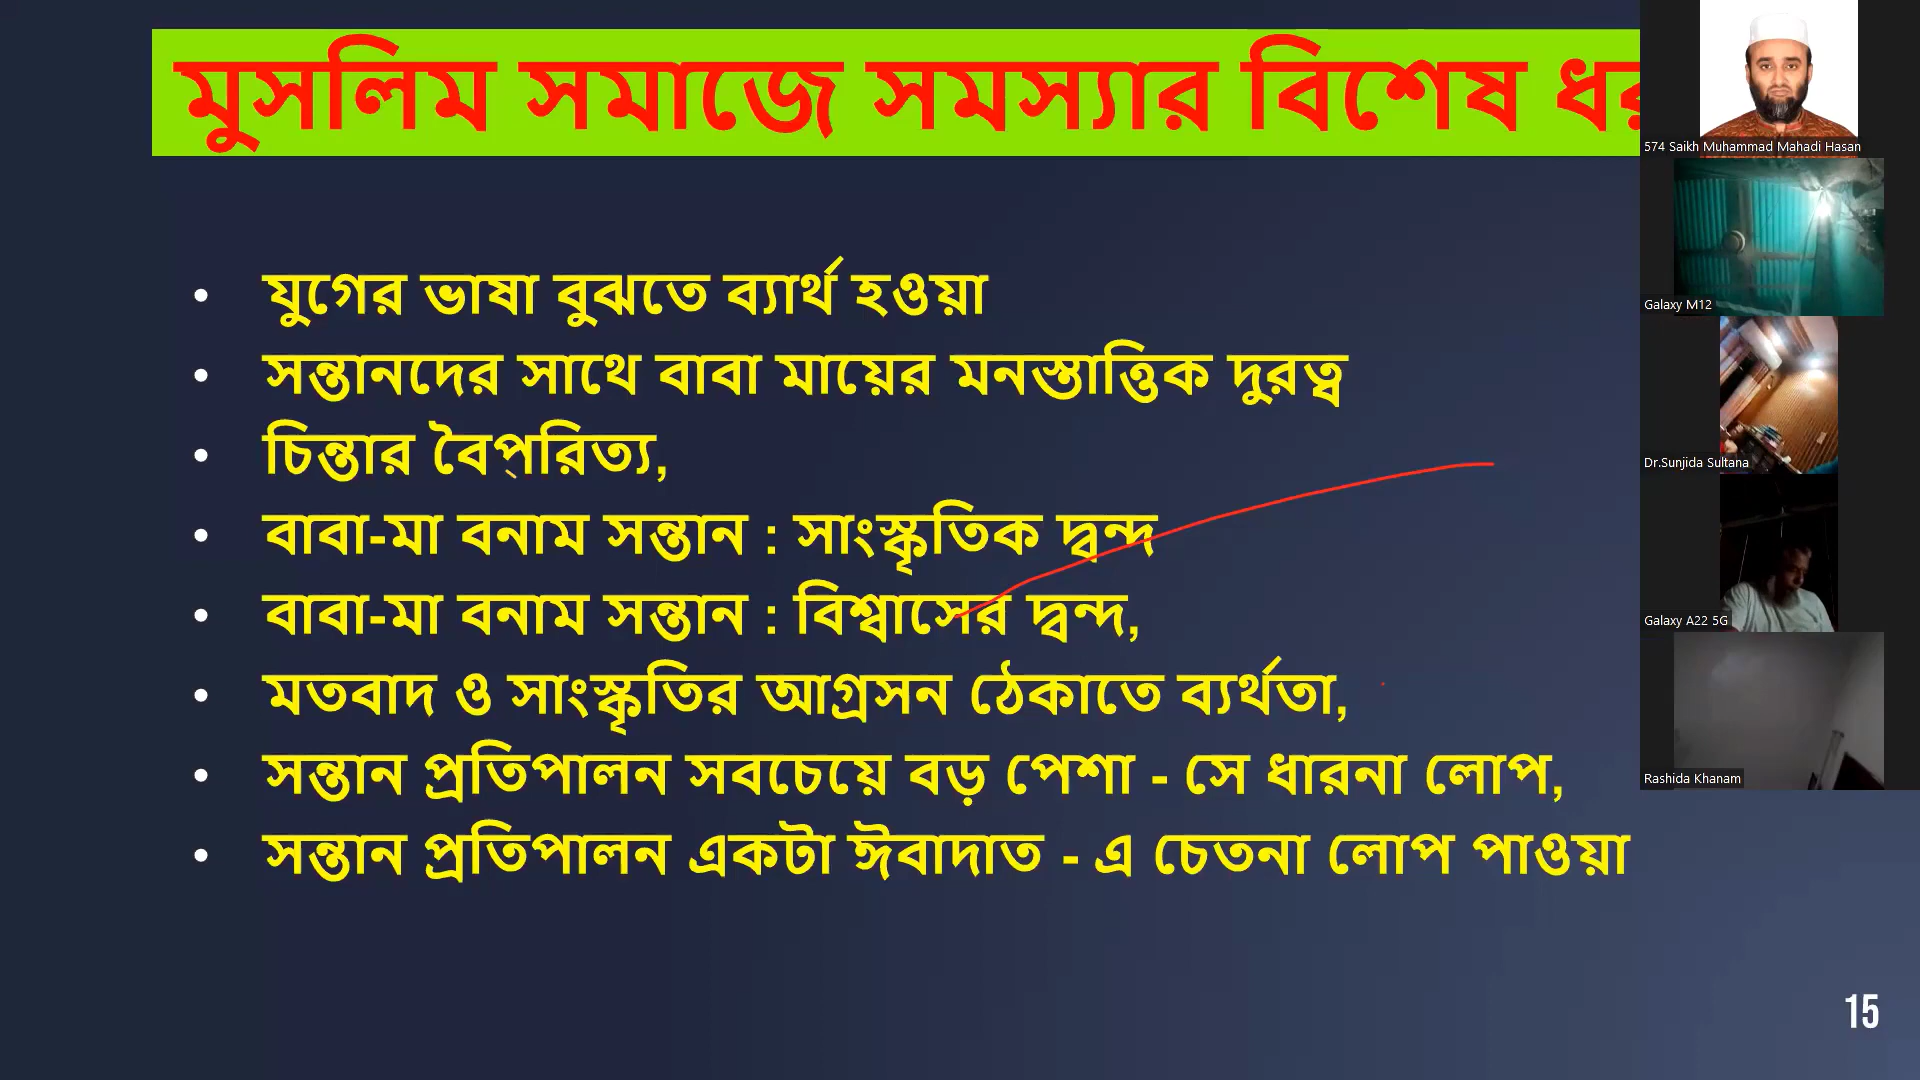 মুসলিম সমাজে সমস্যার বিশেষ
যুগের ভাষা বুঝতে ব্যার্থ হওয়া
সন্তানদের সাথে বাবা মায়ের মনস্তাত্তিক দুরত্ব
চিন্তার বৈপরিত্য,
বাবা-মা বনাম সন্তান : সাংস্কৃতিক দ্বন্দ
বাবা-মা বনাম সন্তান : বিশ্বাসের দ্বন্দ,
মতবাদ ও সাংস্কৃতির আগ্রসন ঠেকাতে ব্যর্থতা,
সন্তান প্রতিপালন সবচেয়ে বড় পেশা - সে ধারনা লোপ,
সন্তান প্রতিপালন একটা ঈবাদাত - এ চেতনা লোপ পাওয়া
15
574 Saikh Muhammad Mahadi Hasan
Galaxy M12
Dr.Sunjida Sultana
Galaxy A22 5G
Rashida Khanam